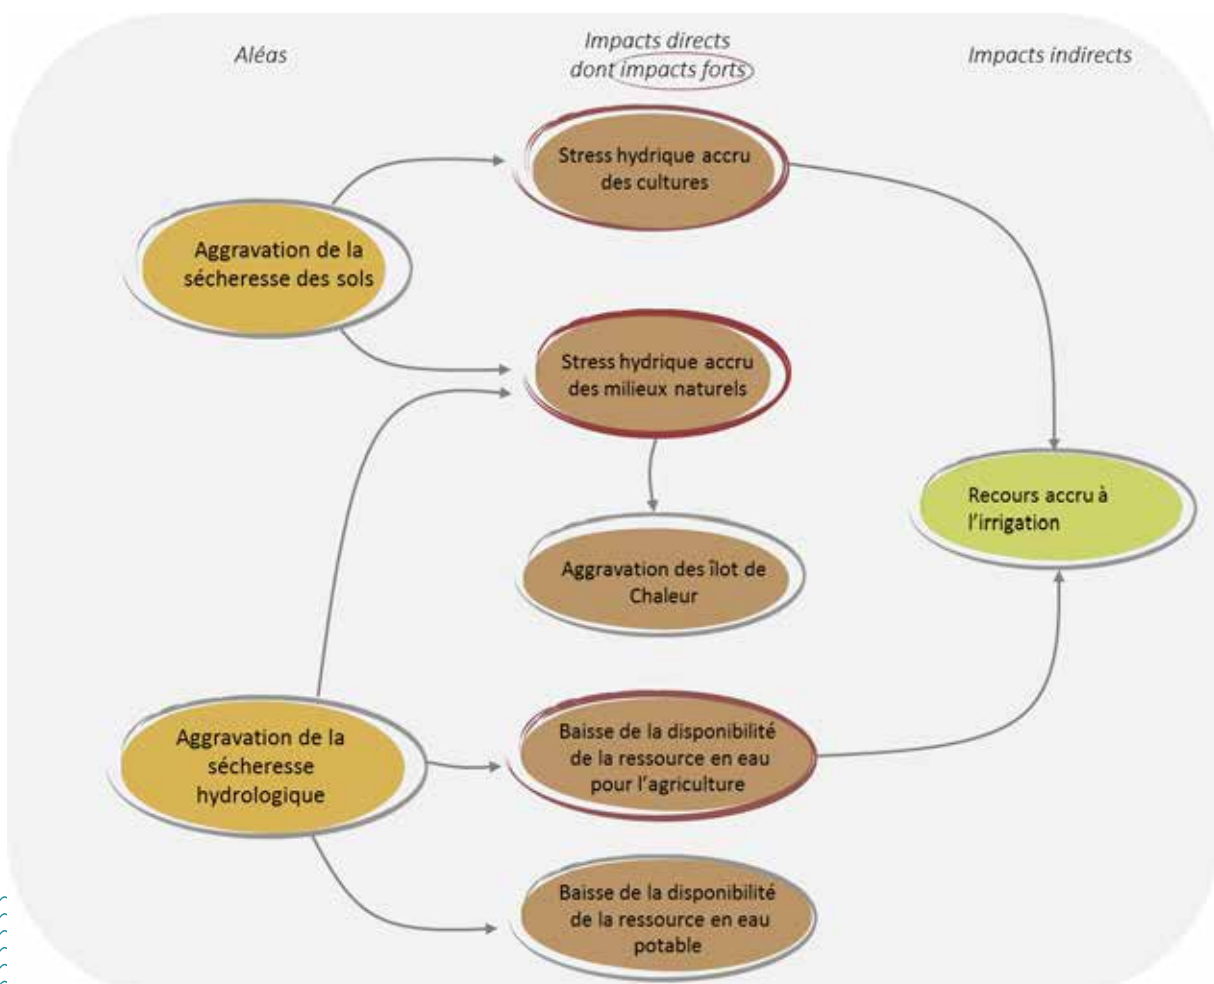 Aléas
Impacts directs
dont impacts forts
Impacts indirects
Stress hydrique accru
des cultures
Aggravation de la
sécheresse des sols
Stress hydrique accru
des milieux naturels
Recours accru à
l'irrigation
Aggravation des îlot de
Chaleur
Aggravation de la
sécheresse
hydrologique
Baisse de la disponibilité
de la ressource en eau
pour l'agriculture
Baisse de la disponibilité
de la ressource en eau
potable